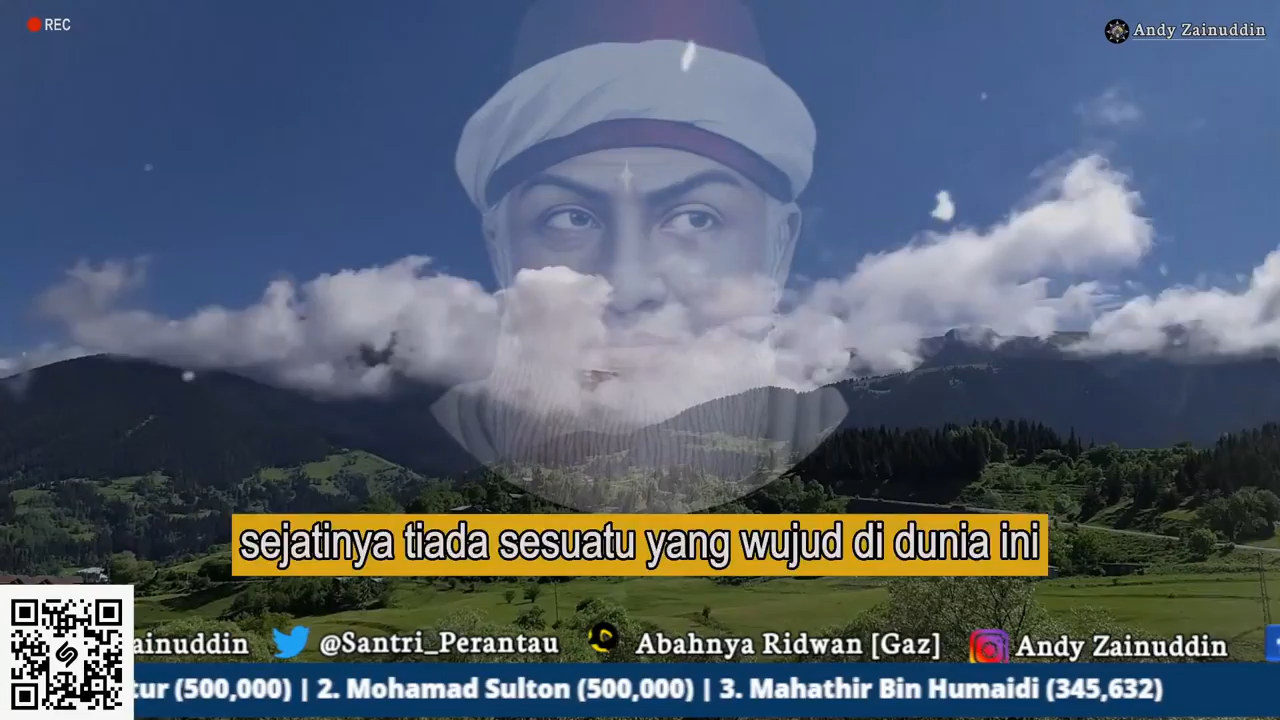 REC
Andy Zainuddin
sejatinya tiada sesuatu yang wujud di dunia ini
ainuddin @Santri_Perantau Abahnya Ridwan [Gaz] Andy Zainuddin
tur (500,000) | 2. Mohamad Sulton (500,000) | 3. Mahathir Bin Humaidi (345,632)